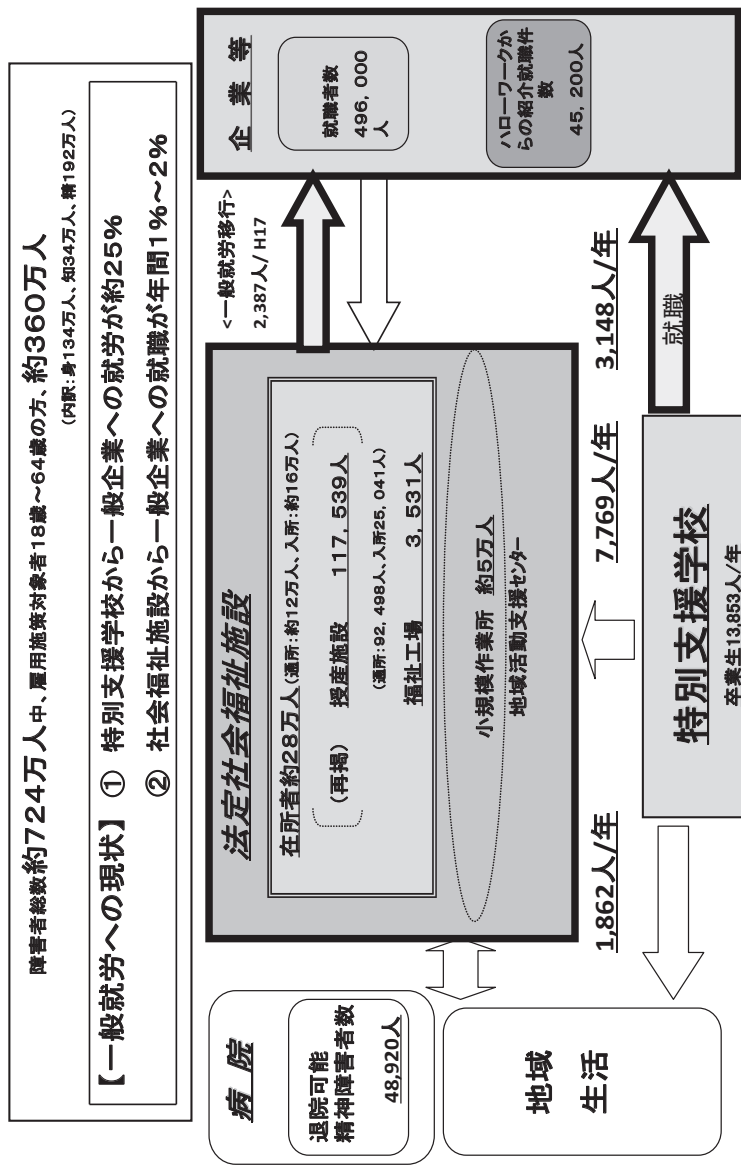 障害者総数約724万人中、雇用施策対象者18歳～64歳の方、約360万人
（内訳：身134万人、知34万人、精192万人）
【一般就労への現状】 ① 特別支援学校から一般企業への就労が約25％
② 社会福祉施設から一般企業への就職が年間1％～2％
病 院
退院可能
精神障害者数
48,920人
地域
生活
法定社会福祉施設
在所者約28万人（通所：約12万人、入所：約16万人）
（再掲） 授産施設 117，539人
（通所：92，498人、入所25，041人）
福祉工場 3，531人
小規模作業所 約5万人
地域活動支援センター
<一般就労移行>
2,387人/ H17
企 業 等
就職者数
496，000
人
ハローワークか
らの紹介就職件
数
45，200人
1,862人/年
7,769人/年
3,148人/年
就職
特別支援学校
卒業生13,853人/年